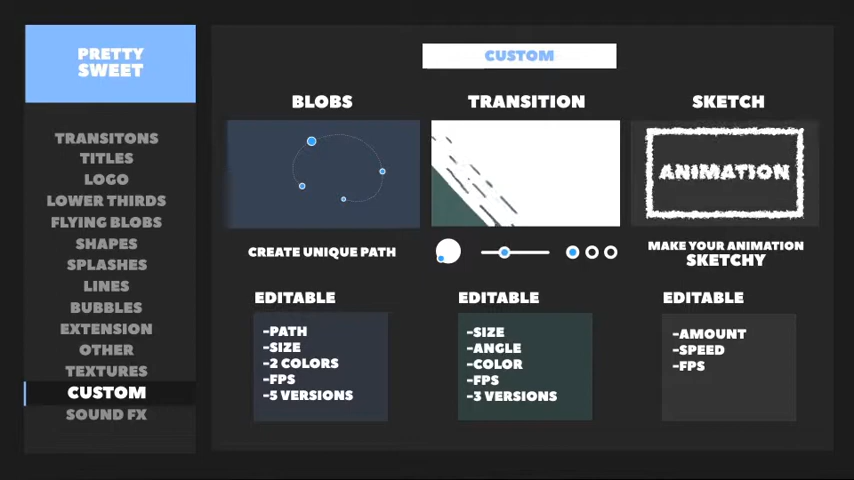 PRETTY
SWEET
TRANSITONS
TITLES
LOGO
LOWER THIRDS
FLYING BLOBS
SHAPES
SPLASHES
LINES
BUBBLES
EXTENSION
OTHER
TEXTURES
CUSTOM
SOUND FX
CUSTOM
BLOBS
CREATE UNIQUE PATH
EDITABLE
-PATH
-SIZE
-2 COLORS
-FPS
-5 VERSIONS
TRANSITION
EDITABLE
-SIZE
-ANGLE
-COLOR
-FPS
-3 VERSIONS
SKETCH
ANIMATION
MAKE YOUR ANIMATION
SKETCHY
EDITABLE
-AMOUNT
-SPEED
-FPS